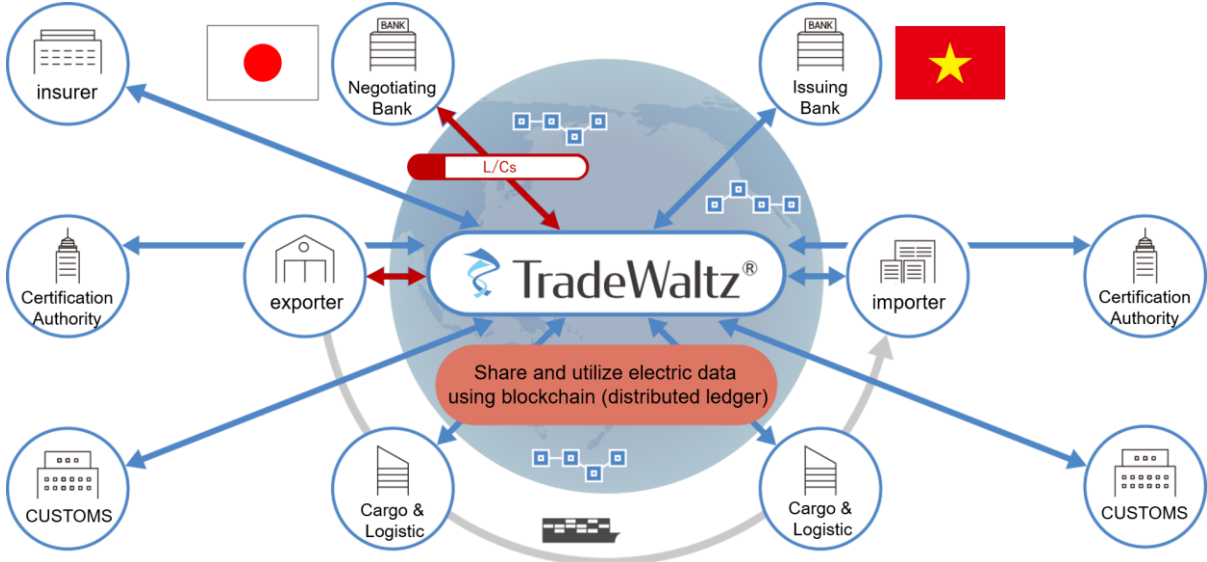 BANK
BANK
insurer
Negotiating
Bank
Issuing
Bank
L/Cs
Certification
Authority
exporter
TradeWaltz®
importer
Certification
Authority
Share and utilize electric data
using blockchain (distributed ledger)
CUSTOMS
Cargo &
Logistic
Cargo &
Logistic
CUSTOMS